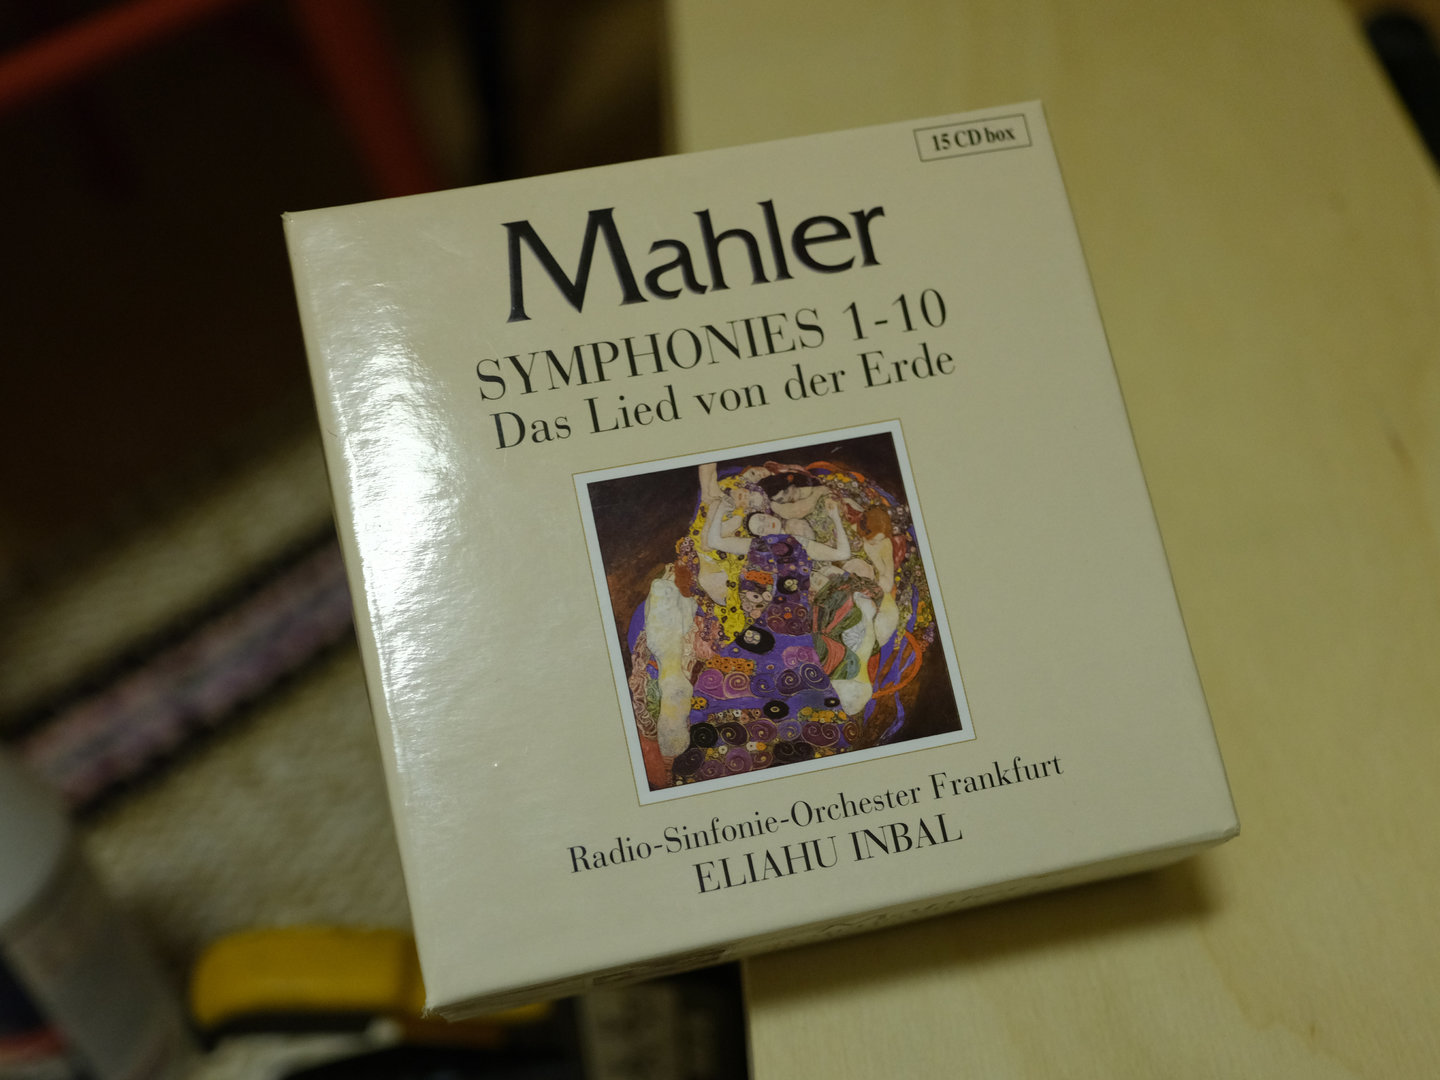 15 CD box
Mahler
SYMPHONIES 1-10
Das Lied von der Erde
Radio-Sinfonie-Orchester Frankfurt
ELIAHU INBAL